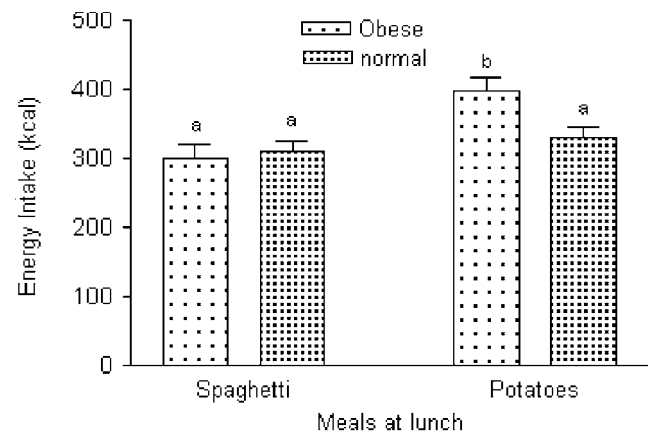 500
Obese
normal
400
300
200
100
0
Energy Intake (kcal)
a
a
b
a
Spaghetti
Potatoes
Meals at lunch